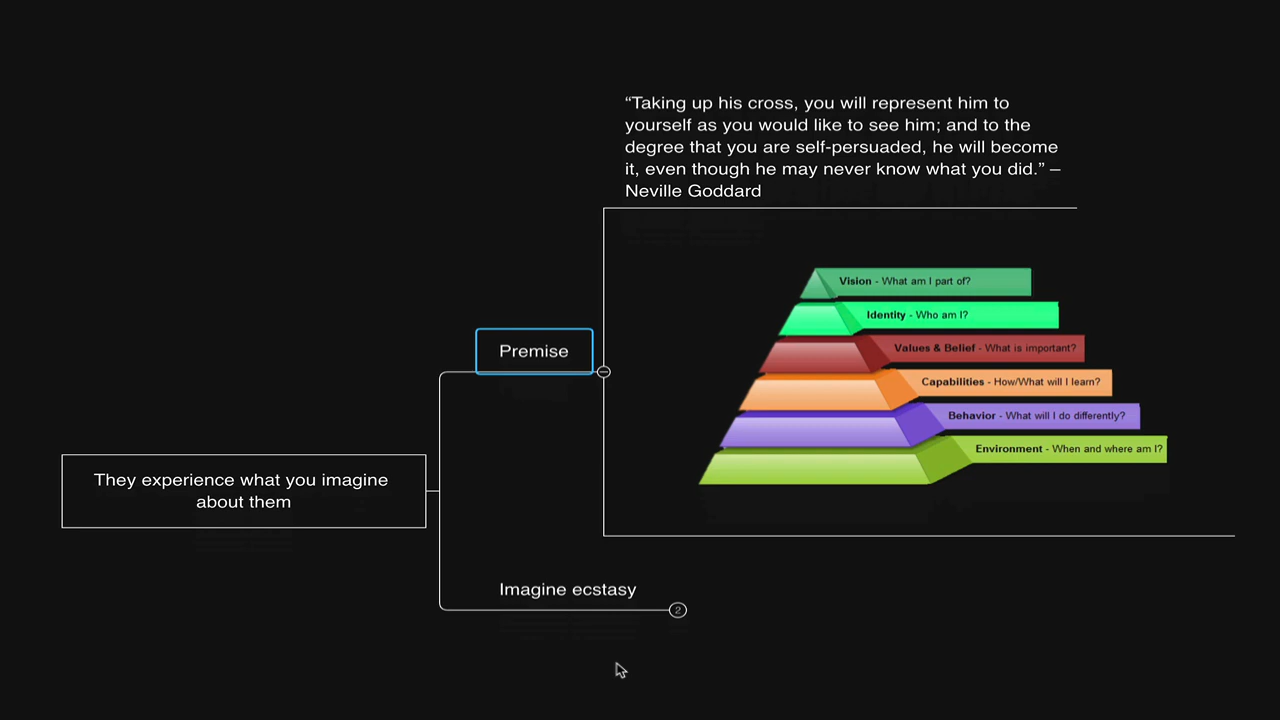 “Taking up his cross, you will represent him to
yourself as you would like to see him; and to the
degree that you are self-persuaded, he will become
it, even though he may never know what you did.” –
Neville Goddard
Vision - What am I part of?
Identity - Who am I?
Values & Belief - What is important?
Capabilities - How/What will I learn?
Behavior - What will I do differently?
Environment - When and where am I?
Premise
They experience what you imagine
about them
Imagine ecstasy
2